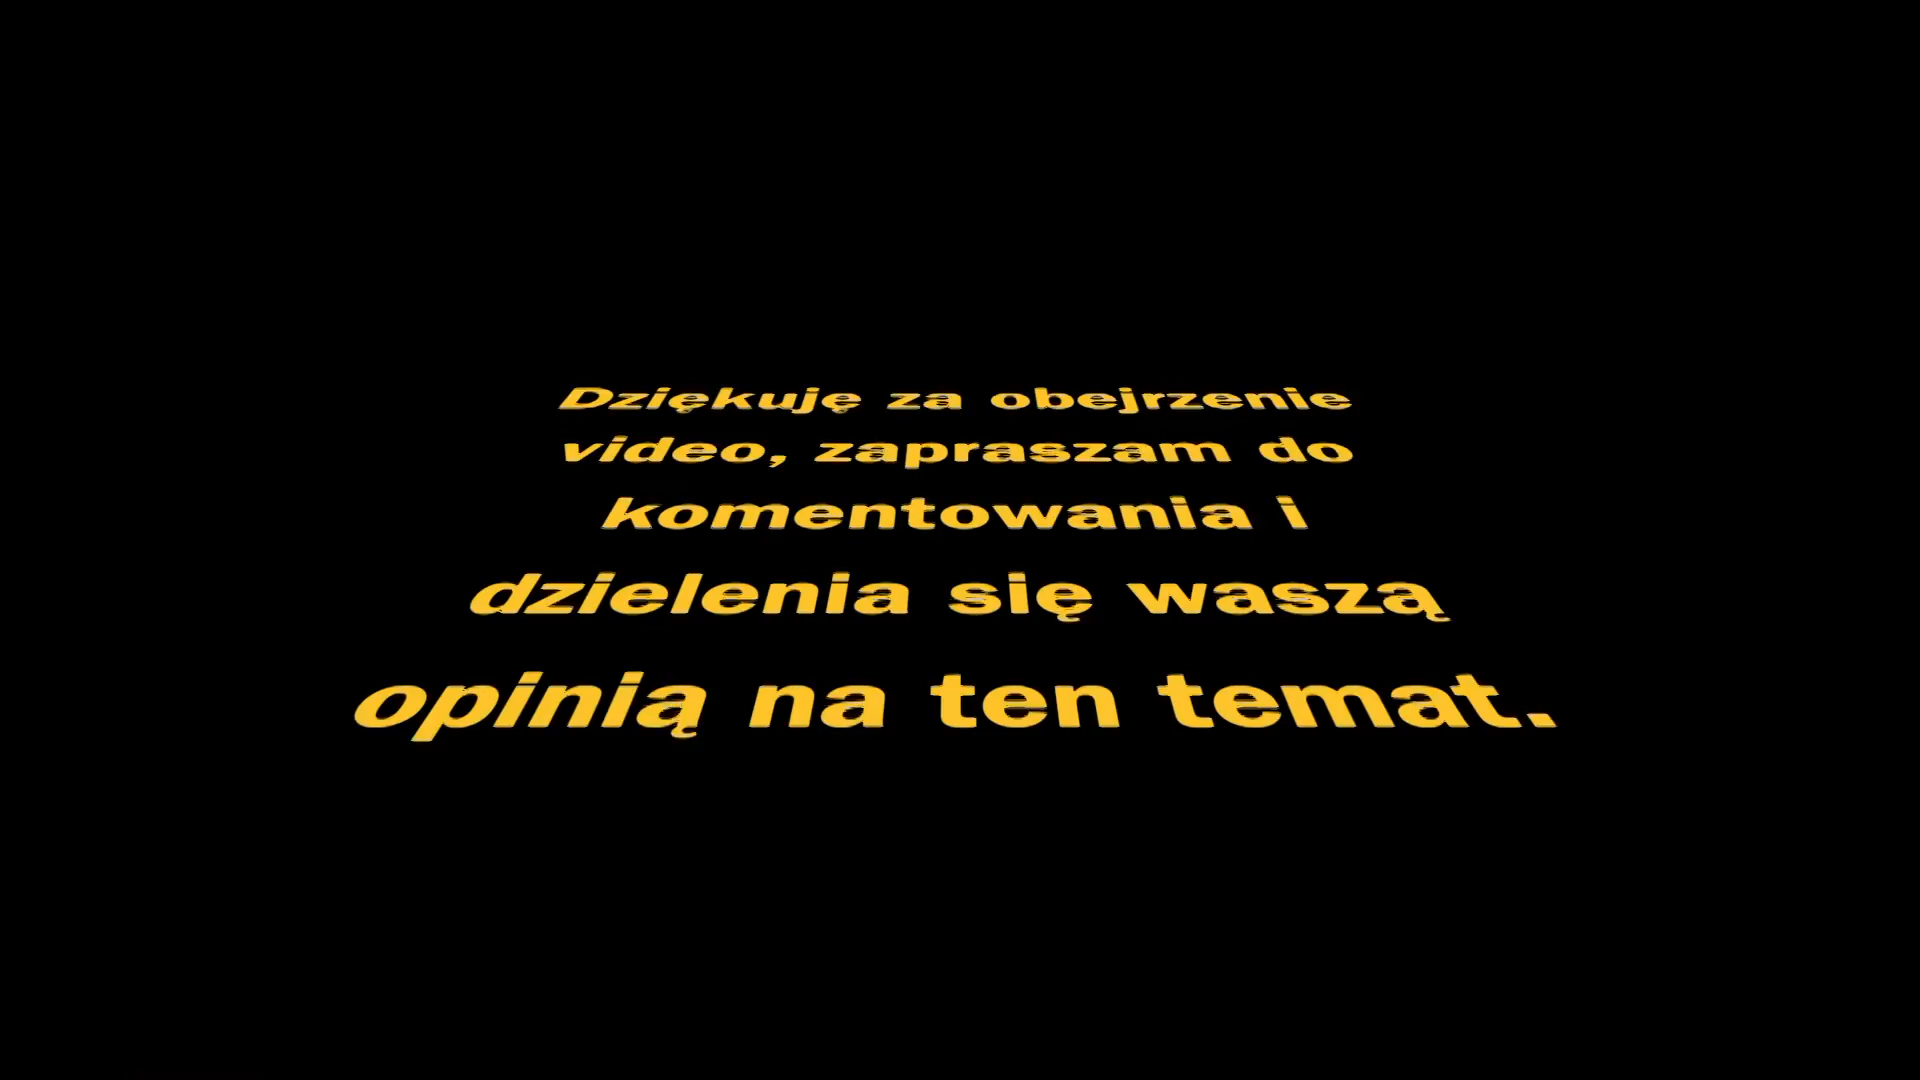 Dziękuję za obejrzenie
video, zapraszam do
komentowania i
dzielenia się waszą
opinią na ten temat.